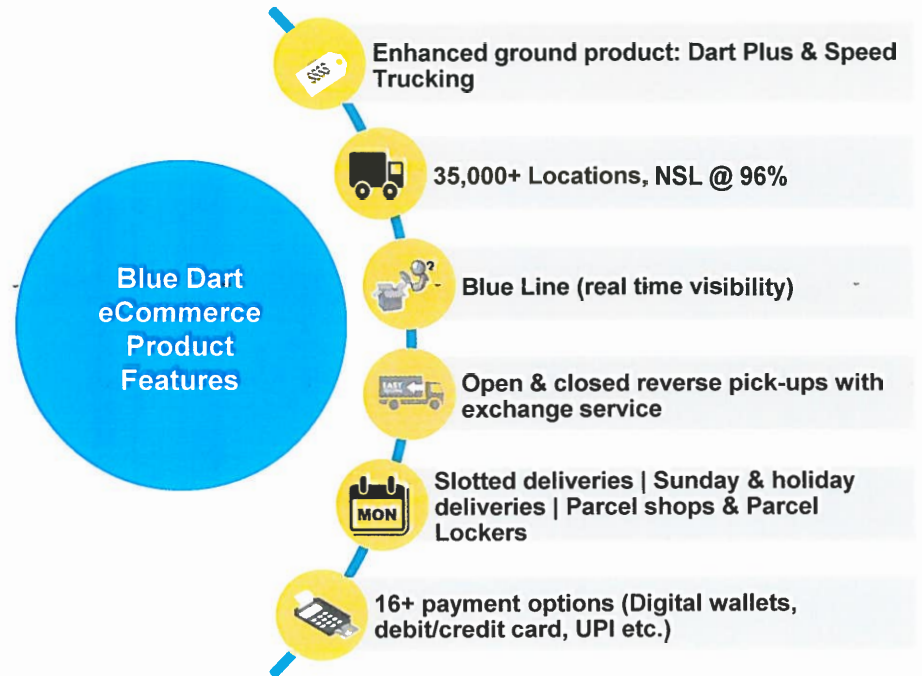 Enhanced ground product: Dart Plus & Speed
Trucking
35,000+ Locations, NSL @ 96%
Blue Dart
eCommerce
Product
Features
Blue Line (real time visibility)
?
EAST
Open & closed reverse pick-ups with
exchange service
MON
Slotted deliveries | Sunday & holiday
deliveries | Parcel shops & Parcel
Lockers
16+ payment options (Digital wallets,
debit/credit card, UPI etc.)